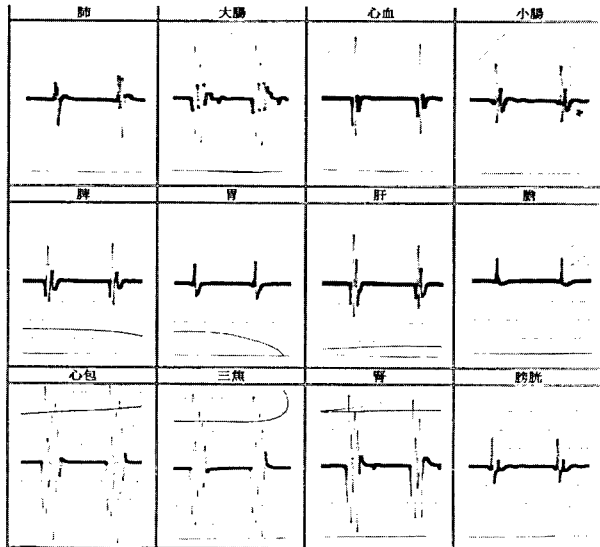 肺 大腸 心血 小腸
脾 胃 肝 膽
心包 三焦 腎 膀胱